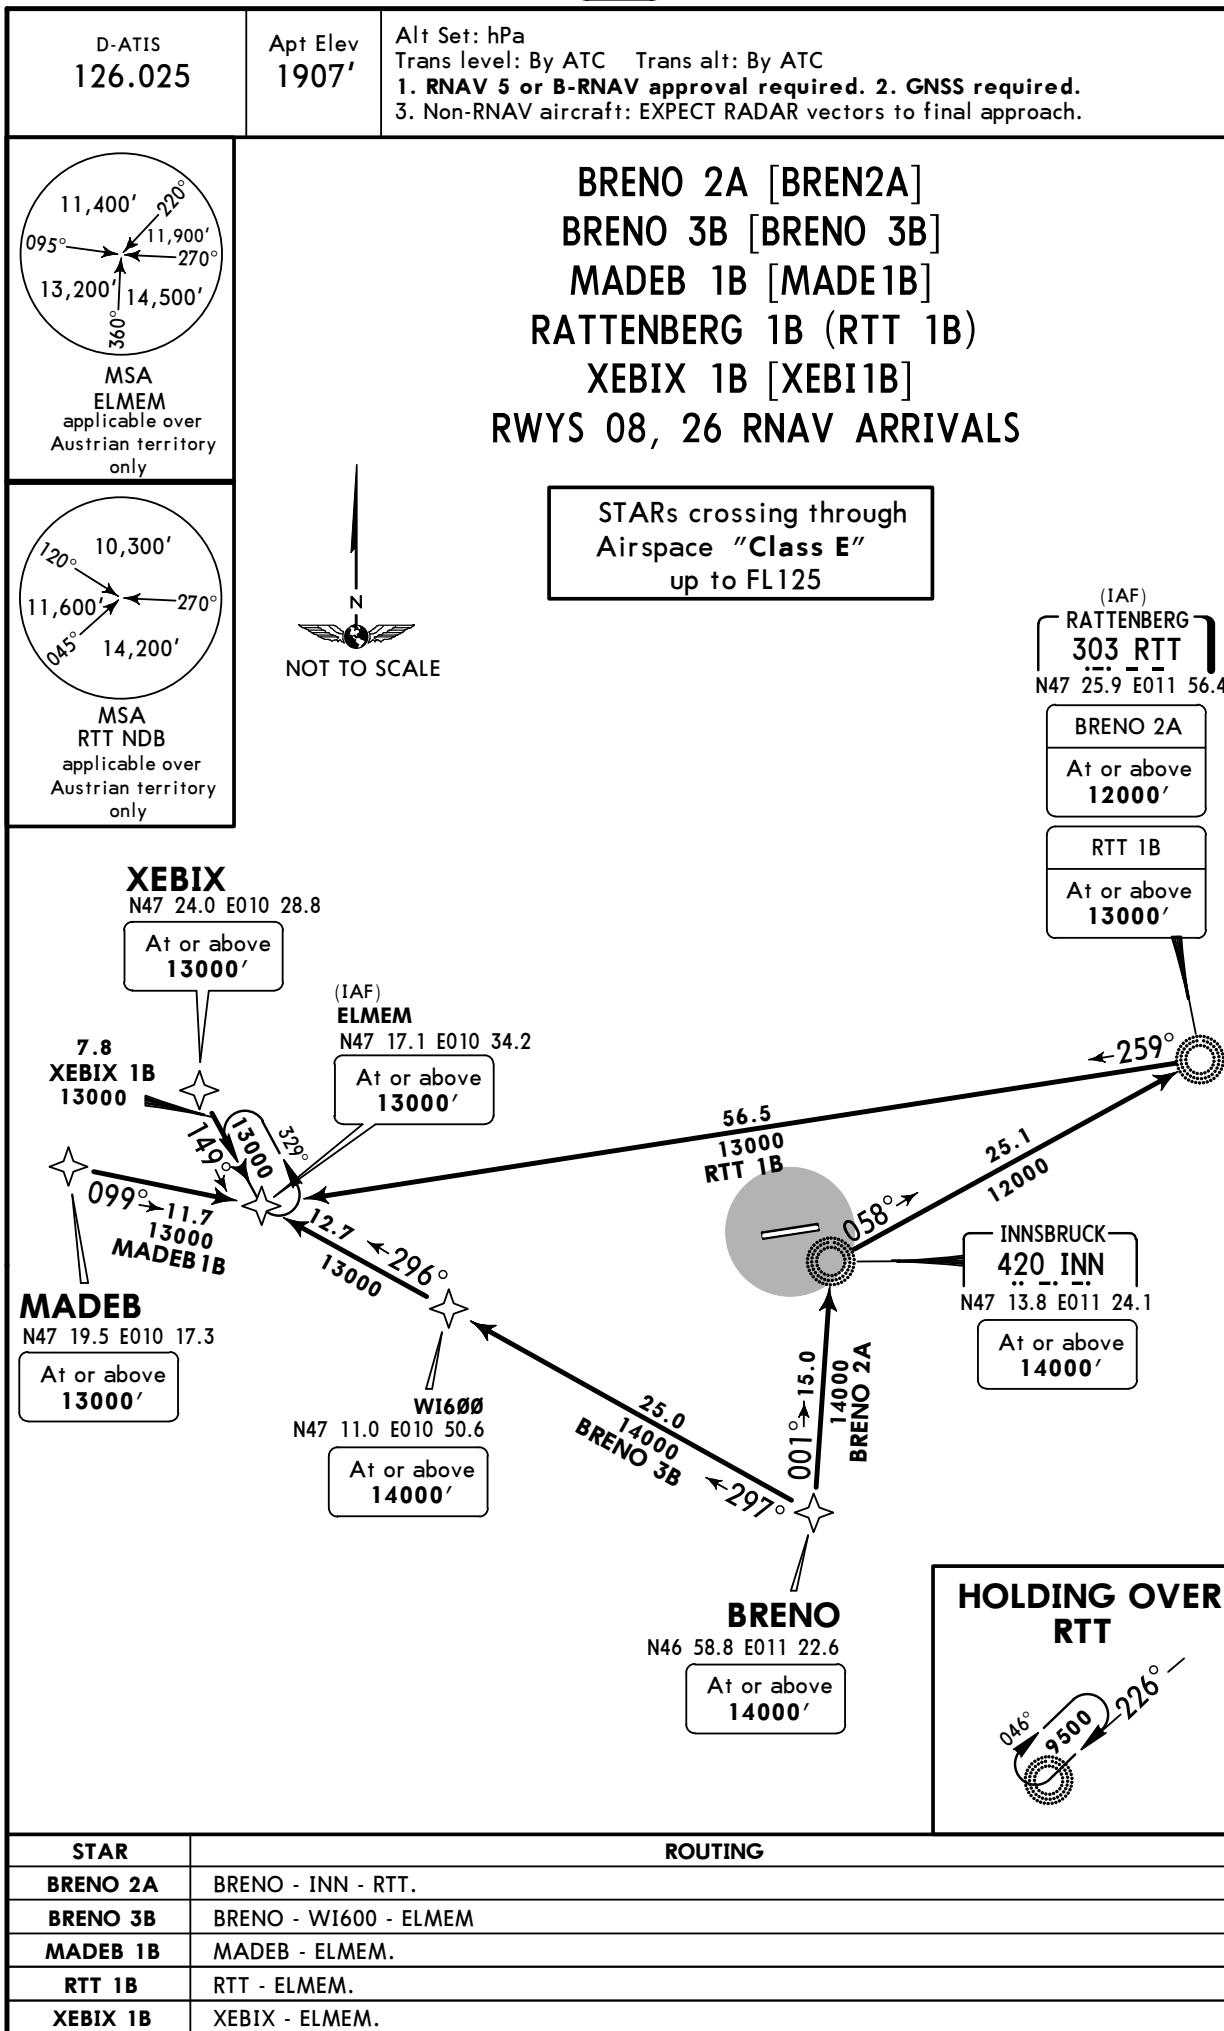 D-ATIS
126.025
Apt Elev
1907'
Alt Set: hPa
Trans level: By ATC Trans alt: By ATC
1. RNAV 5 or B-RNAV approval required. 2. GNSS required.
3. Non-RNAV aircraft: EXPECT RADAR vectors to final approach.
11,400'
220°
11,900'
095°
270°
13,200'
14,500'
360°
MSA
ELMEM
applicable over
Austrian territory
only
120°
10,300'
11,600'
270°
045°
14,200'
MSA
RTT NDB
applicable over
Austrian territory
only
BRENO 2A [BREN2A]
BRENO 3B [BRENO 3B]
MADEB 1B [MADE1B]
RATTENBERG 1B (RTT 1B)
XEBIX 1B [XEBI1B]
RWYS 08, 26 RNAV ARRIVALS
N
NOT TO SCALE
STARs crossing through
Airspace "Class E"
up to FL125
(IAF)
RATTENBERG
303 RTT
N47 25.9 E011 56.4
BRENO 2A
At or above
12000'
RTT 1B
At or above
13000'
XEBIX
N47 24.0 E010 28.8
At or above
13000'
(IAF)
ELMEM
N47 17.1 E010 34.2
At or above
13000'
7.8
XEBIX 1B
13000
149°
13000
329°
259°
56.5
13000
RTT 1B
25.1
12000
058°
099°
11.7
13000
MADEB1B
12.7
296°
13000
MADEB
N47 19.5 E010 17.3
At or above
13000'
INNSBRUCK
420 INN
N47 13.8 E011 24.1
At or above
14000'
WI6ØØ
N47 11.0 E010 50.6
At or above
14000'
25.0
14000
BRENO 3B
297°
001°
15.0
14000
BRENO 2A
BRENO
N46 58.8 E011 22.6
At or above
14000'
HOLDING OVER
RTT
046°
9500
226°
STAR ROUTING
BRENO 2A BRENO - INN - RTT.
BRENO 3B BRENO - WI600 - ELMEM
MADEB 1B MADEB - ELMEM.
RTT 1B RTT - ELMEM.
XEBIX 1B XEBIX - ELMEM.